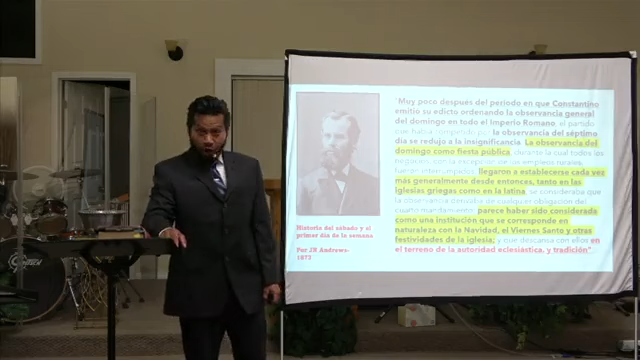 "Muy poco después del período en que Constantino
emitió su edicto ordenando la observancia general
del domingo en todo el Imperio Romano, el partido
que había contendido por la observancia del séptimo
día se redujo a la insignificancia. La observancia del
domingo como fiesta pública, durante la cual todos los
negocios, con la excepción de los empleos rurales,
fueron interrumpidos, llegaron a establecerse cada vez
más generalmente desde entonces, tanto en las
iglesias griegas como en la latina,
se consideraba que
la observancia de cualquier obligación del
cuarto mandamiento; parece haber sido considerada
como una institución que se corresponde en
naturaleza con la Navidad, el Viernes Santo y otras
festividades de la iglesia; y que descansa con ellos en
el terreno de la autoridad eclesiástica, y tradición".
Historia del sábado y el
primer día de la semana
Por JN Andrews-
1873